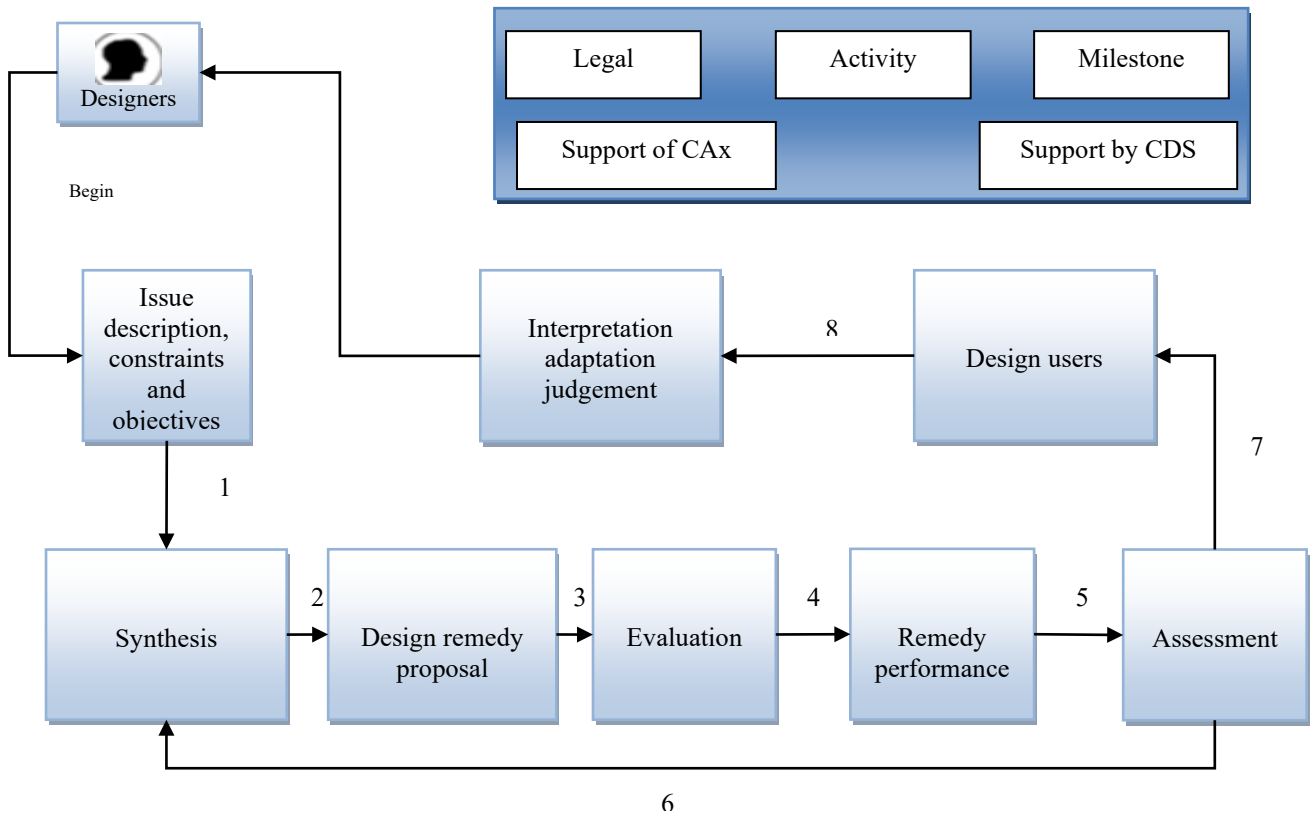 Designers
Legal
Activity
Milestone
Support of CAx
Support by CDS
Begin
Issue
description,
constraints
and
objectives
Interpretation
adaptation
judgement
8
Design users
7
1
Synthesis
2
Design remedy
proposal
3
Evaluation
4
Remedy
performance
5
Assessment
6